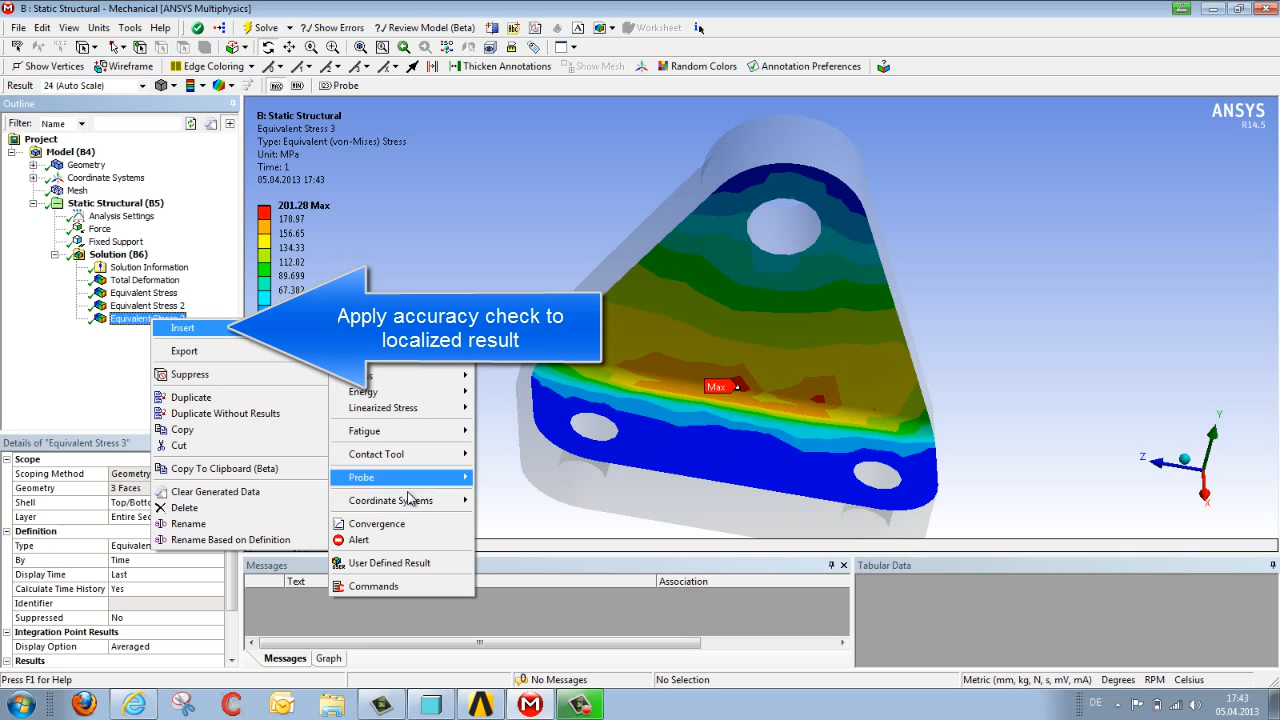 B : Static Structural - Mechanical [ANSYS Multiphysics]
File Edit View Units Tools Help Solve ?/ Show Errors ?/ Review Model (Beta) A Worksheet i
Show Vertices Wireframe Edge Coloring Thicken Annotations Show Mesh Random Colors Annotation Preferences
Result 24 (Auto Scale) Probe
Outline
Filter: Name
Project
Model (B4)
Geometry
Coordinate Systems
Mesh
Static Structural (B5)
Analysis Settings
Force
Fixed Support
Solution (B6)
Solution Information
Total Deformation
Equivalent Stress
Equivalent Stress 2
Equivalent
B: Static Structural
Equivalent Stress 3
Type: Equivalent (von-Mises) Stress
Unit: MPa
Time: 1
05.04.2013 17:43
201.28 Max
178.97
156.65
134.33
112.02
89.699
67.382
ANSYS
R14.5
Max
Y
Z
X
Apply accuracy check to
localized result
Insert
Export
Suppress
Duplicate
Duplicate Without Results
Copy
Cut
Copy To Clipboard (Beta)
Clear Generated Data
Delete
Rename
Rename Based on Definition
Energy
Linearized Stress
Fatigue
Contact Tool
Probe
Coordinate Systems
Convergence
Alert
User Defined Result
Commands
Details of "Equivalent Stress 3"
Scope
Scoping Method Geometry
Geometry 3 Faces
Shell Top/Bott
Layer Entire Sec
Definition
Type Equivalen
By Time
Display Time Last
Calculate Time History Yes
Identifier
Suppressed No
Integration Point Results
Display Option Averaged
Results
Messages
Text Association
Messages Graph
Tabular Data
Press F1 for Help No Messages No Selection Metric (mm, kg, N, s, mV, mA) Degrees RPM Celsius
DE 17:43
05.04.2013